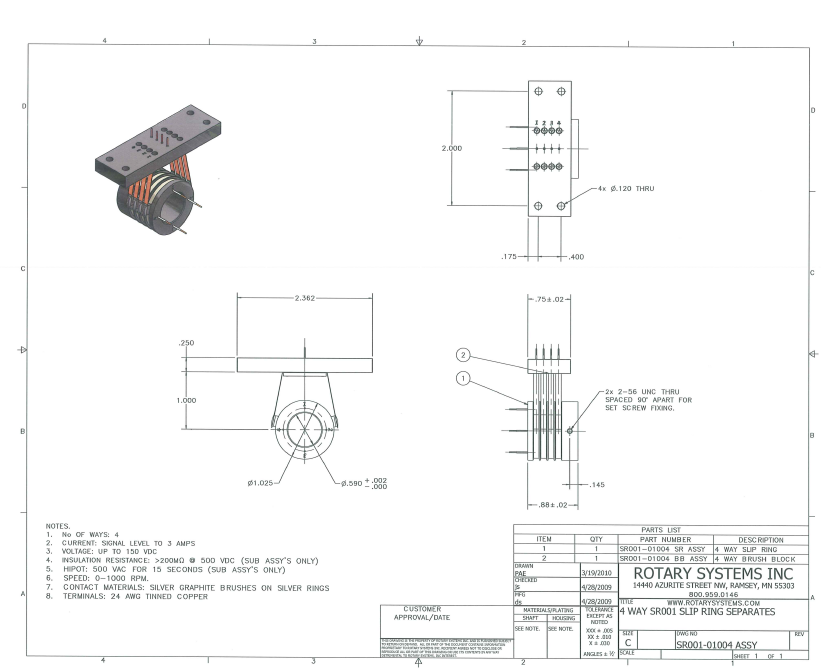 4 3 2 1
D
D
1 2 3 4
2.000
4x Ø.120 THRU
.175 .400
C
C
2.362
.75±.02
.250
2
1
1.000
2x 2-56 UNC THRU
SPACED 90° APART FOR
SET SCREW FIXING.
B
B
.145
Ø1.025
Ø.590 +.002
-.000
.88±.02
NOTES.
1. No OF WAYS: 4
2. CURRENT: SIGNAL LEVEL TO 3 AMPS
3. VOLTAGE: UP TO 150 VDC
4. INSULATION RESISTANCE: >200MΩ @ 500 VDC (SUB ASSY'S ONLY)
5. HIPOT: 500 VAC FOR 15 SECONDS (SUB ASSY'S ONLY)
6. SPEED: 0-1000 RPM.
7. CONTACT MATERIALS: SILVER GRAPHITE BRUSHES ON SILVER RINGS
8. TERMINALS: 24 AWG TINNED COPPER
A
A
PARTS LIST
ITEM QTY PART NUMBER DESCRIPTION
1 1 SR001-01004 SR ASSY 4 WAY SLIP RING
2 1 SR001-01004 BB ASSY 4 WAY BRUSH BLOCK
DRAWN
PAE 3/19/2010
CHECKED
4/28/2009
MFG
ds 4/28/2009
ROTARY SYSTEMS INC
14440 AZURITE STREET NW, RAMSEY, MN 55303
800.959.0146
WWW.ROTARYSYSTEMS.COM
CUSTOMER
APPROVAL/DATE
MATERIALS/PLATING
SHAFT HOUSING
SEE NOTE. SEE NOTE.
TOLERANCE
EXCEPT AS
NOTED
XXX ± .005
XX ± .010
X ± .030
ANGLES ± ½
TITLE
4 WAY SR001 SLIP RING SEPARATES
SIZE
C
DWG NO
SR001-01004 ASSY
REV
SCALE
SHEET 1 OF 1
4 3 2 1